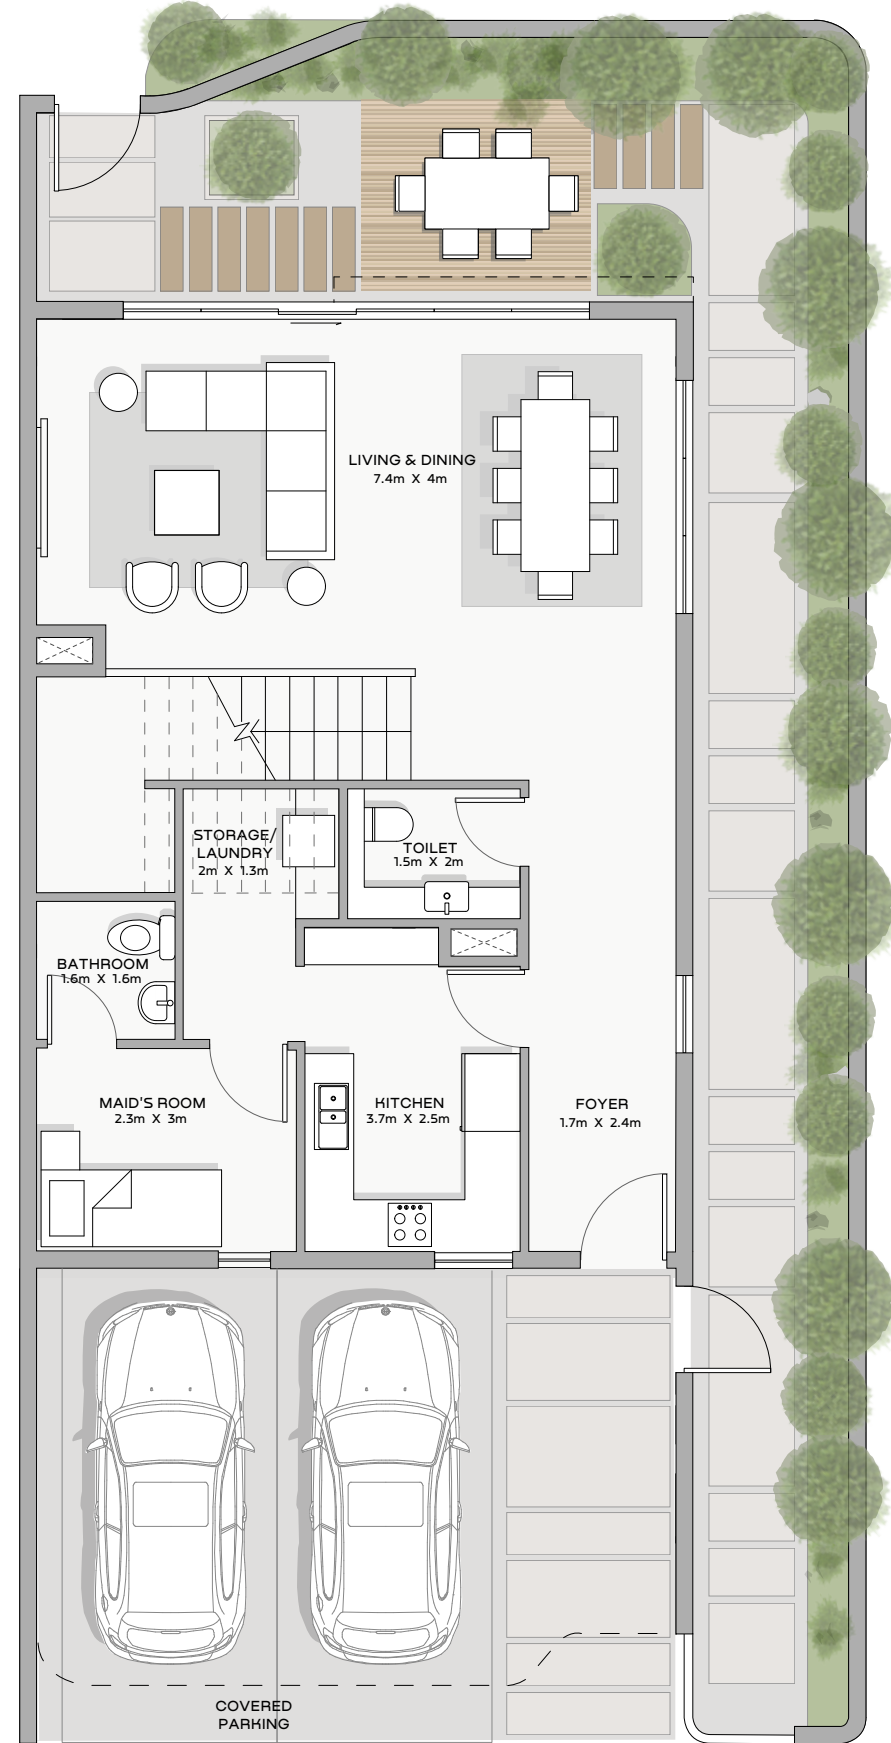 LIVING & DINING
7.4m X 4m
STORAGE/
LAUNDRY
2m X 1.3m
TOILET
1.5m X 2m
BATHROOM
1.6m X 1.6m
MAID'S ROOM
2.3m X 3m
KITCHEN
3.7m X 2.5m
FOYER
1.7m X 2.4m
COVERED
PARKING